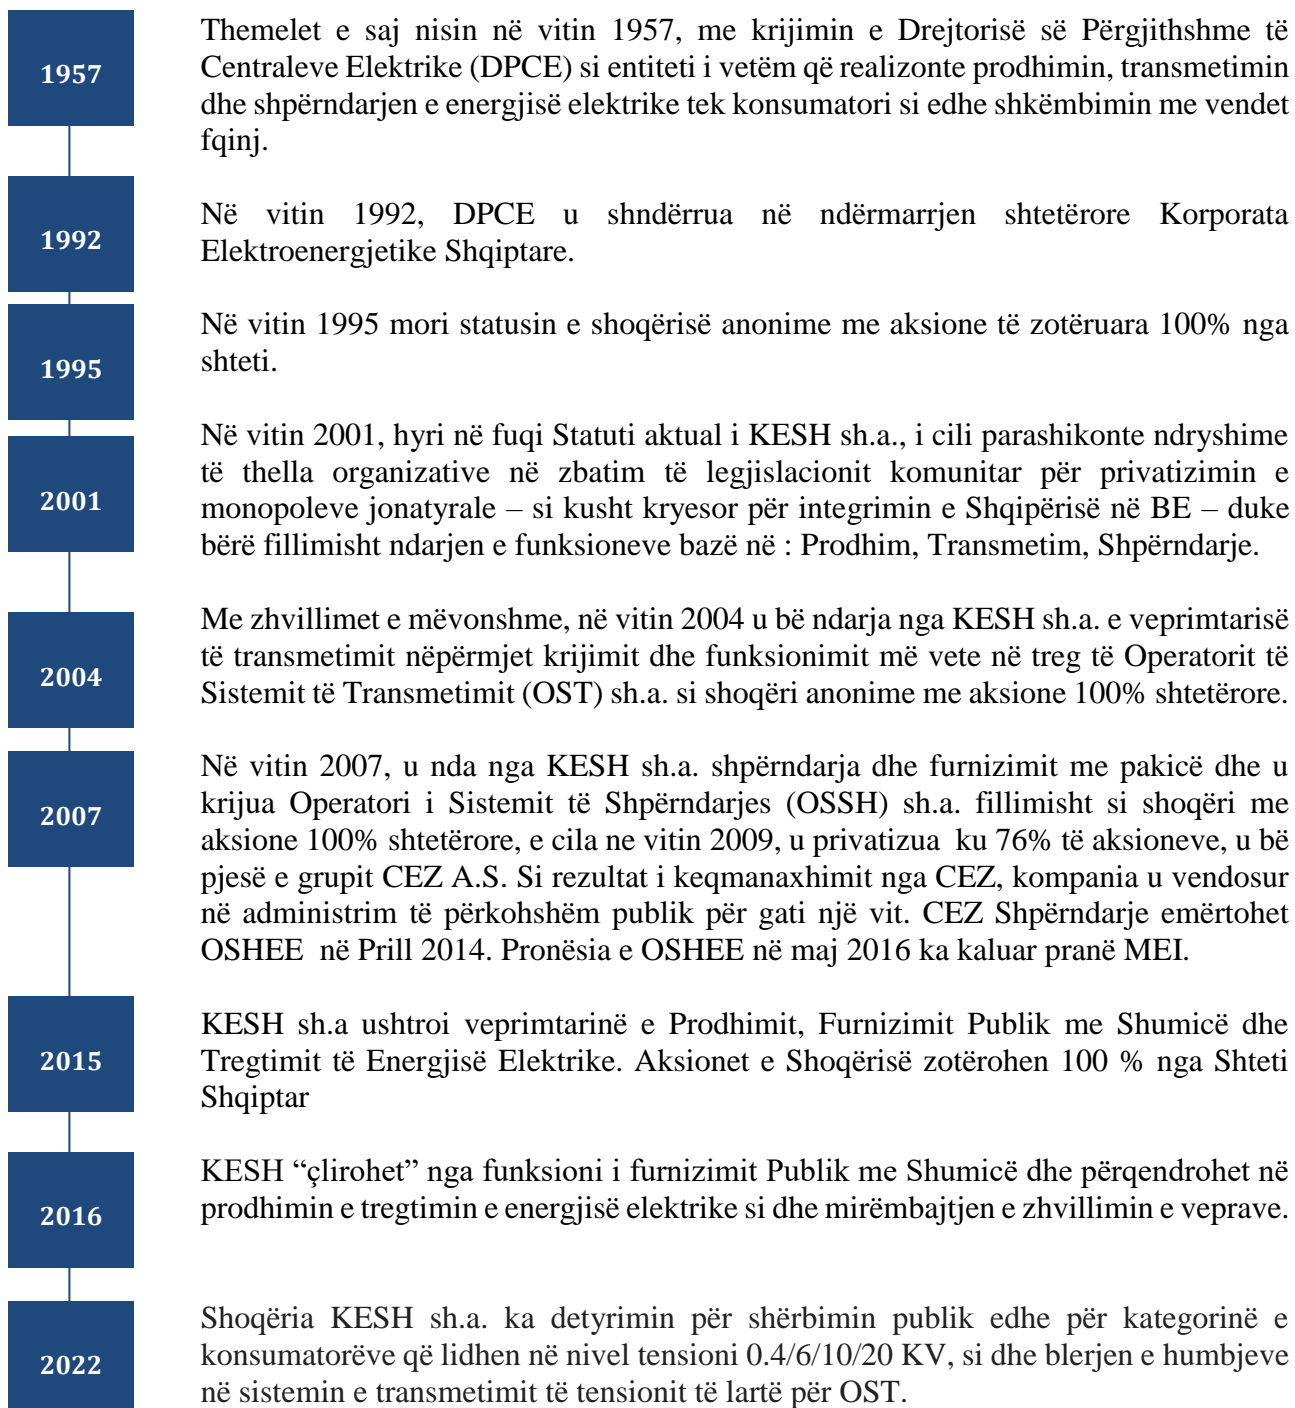 1957
Themelet e saj nisin në vitin 1957, me krijimin e Drejtorisë së Përgjithshme të
Centraleve Elektrike (DPCE) si entiteti i vetëm që realizonte prodhimin, transmetimin
dhe shpërndarjen e energjisë elektrike tek konsumatori si edhe shkëmbimin me vendet
fqinj.
1992
Në vitin 1992, DPCE u shndërrua në ndërmarrjen shtetërore Korporata
Elektroenergjetike Shqiptare.
1995
Në vitin 1995 mori statusin e shoqërisë anonime me aksione të zotëruara 100% nga
shteti.
2001
Në vitin 2001, hyri në fuqi Statuti aktual i KESH sh.a., i cili parashikonte ndryshime
të thella organizative në zbatim të legjislacionit komunitar për privatizimin e
monopoleve jonatyrale – si kusht kryesor për integrimin e Shqipërisë në BE – duke
bërë fillimisht ndarjen e funksioneve bazë në : Prodhim, Transmetim, Shpërndarje.
2004
Me zhvillimet e mëvonshme, në vitin 2004 u bë ndarja nga KESH sh.a. e veprimtarisë
të transmetimit nëpërmjet krijimit dhe funksionimit më vete në treg të Operatorit të
Sistemit të Transmetimit (OST) sh.a. si shoqëri anonime me aksione 100% shtetërore.
2007
Në vitin 2007, u nda nga KESH sh.a. shpërndarja dhe furnizimit me pakicë dhe u
krijua Operatori i Sistemit të Shpërndarjes (OSSH) sh.a. fillimisht si shoqëri me
aksione 100% shtetërore, e cila ne vitin 2009, u privatizua  ku 76% të aksioneve, u bë
pjesë e grupit CEZ A.S. Si rezultat i keqmanaxhimit nga CEZ, kompania u vendosur
në administrim të përkohshëm publik për gati një vit. CEZ Shpërndarje emërtohet
OSHEE  në Prill 2014. Pronësia e OSHEE në maj 2016 ka kaluar pranë MEI.
2015
KESH sh.a ushtroi veprimtarinë e Prodhimit, Furnizimit Publik me Shumicë dhe
Tregtimit të Energjisë Elektrike. Aksionet e Shoqërisë zotërohen 100 % nga Shteti
Shqiptar
2016
KESH “çlirohet” nga funksioni i furnizimit Publik me Shumicë dhe përqendrohet në
prodhimin e tregtimin e energjisë elektrike si dhe mirëmbajtjen e zhvillimin e veprave.
2022
Shoqëria KESH sh.a. ka detyrimin për shërbimin publik edhe për kategorinë e
konsumatorëve që lidhen në nivel tensioni 0.4/6/10/20 KV, si dhe blerjen e humbjeve
në sistemin e transmetimit të tensionit të lartë për OST.